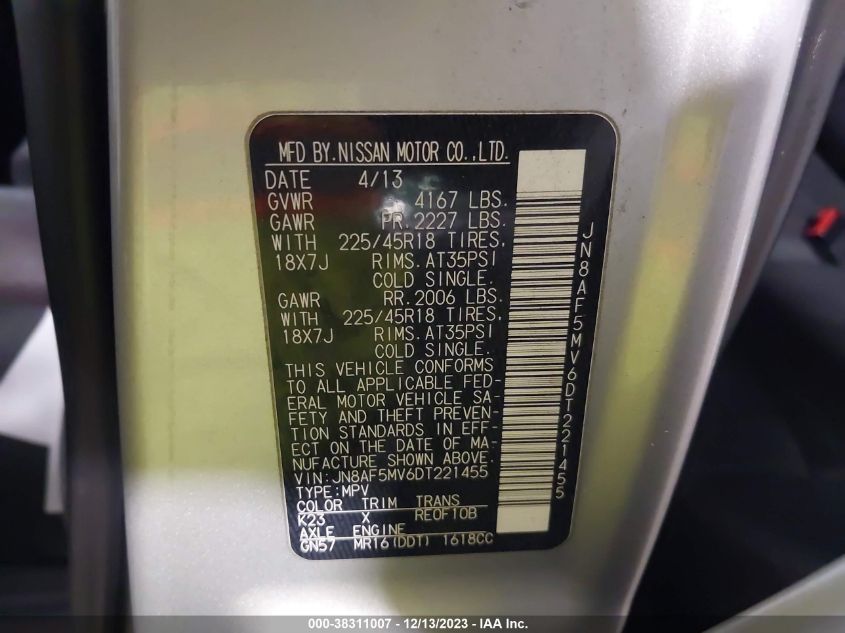 MFD BY.NISSAN MOTOR CO.,LTD.
DATE 4/13
GVWR 4167 LBS.
GAWR PR.2227 LBS.
WITH 225/45R18 TIRES,
18X7J RIMS.AT35PSI
COLD SINGLE.
GAWR RR.2006 LBS.
WITH 225/45R18 TIRES,
18X7J RIMS.AT35PSI
COLD SINGLE.
THIS VEHICLE CONFORMS
TO ALL APPLICABLE FED-
ERAL MOTOR VEHICLE SA-
FETY AND THEFT PREVEN-
TION STANDARDS IN EFF-
ECT ON THE DATE OF MA-
NUFACTURE SHOWN ABOVE.
VIN:JN8AF5MV6DT221455
TYPE:MPV
COLOR TRIM TRANS
K23 X RE0F10B
AXLE ENGINE
GN57 MR16(DDT) 1618CC
JN8AF5MV6DT221455
000-38311007 - 12/13/2023 - IAA Inc.